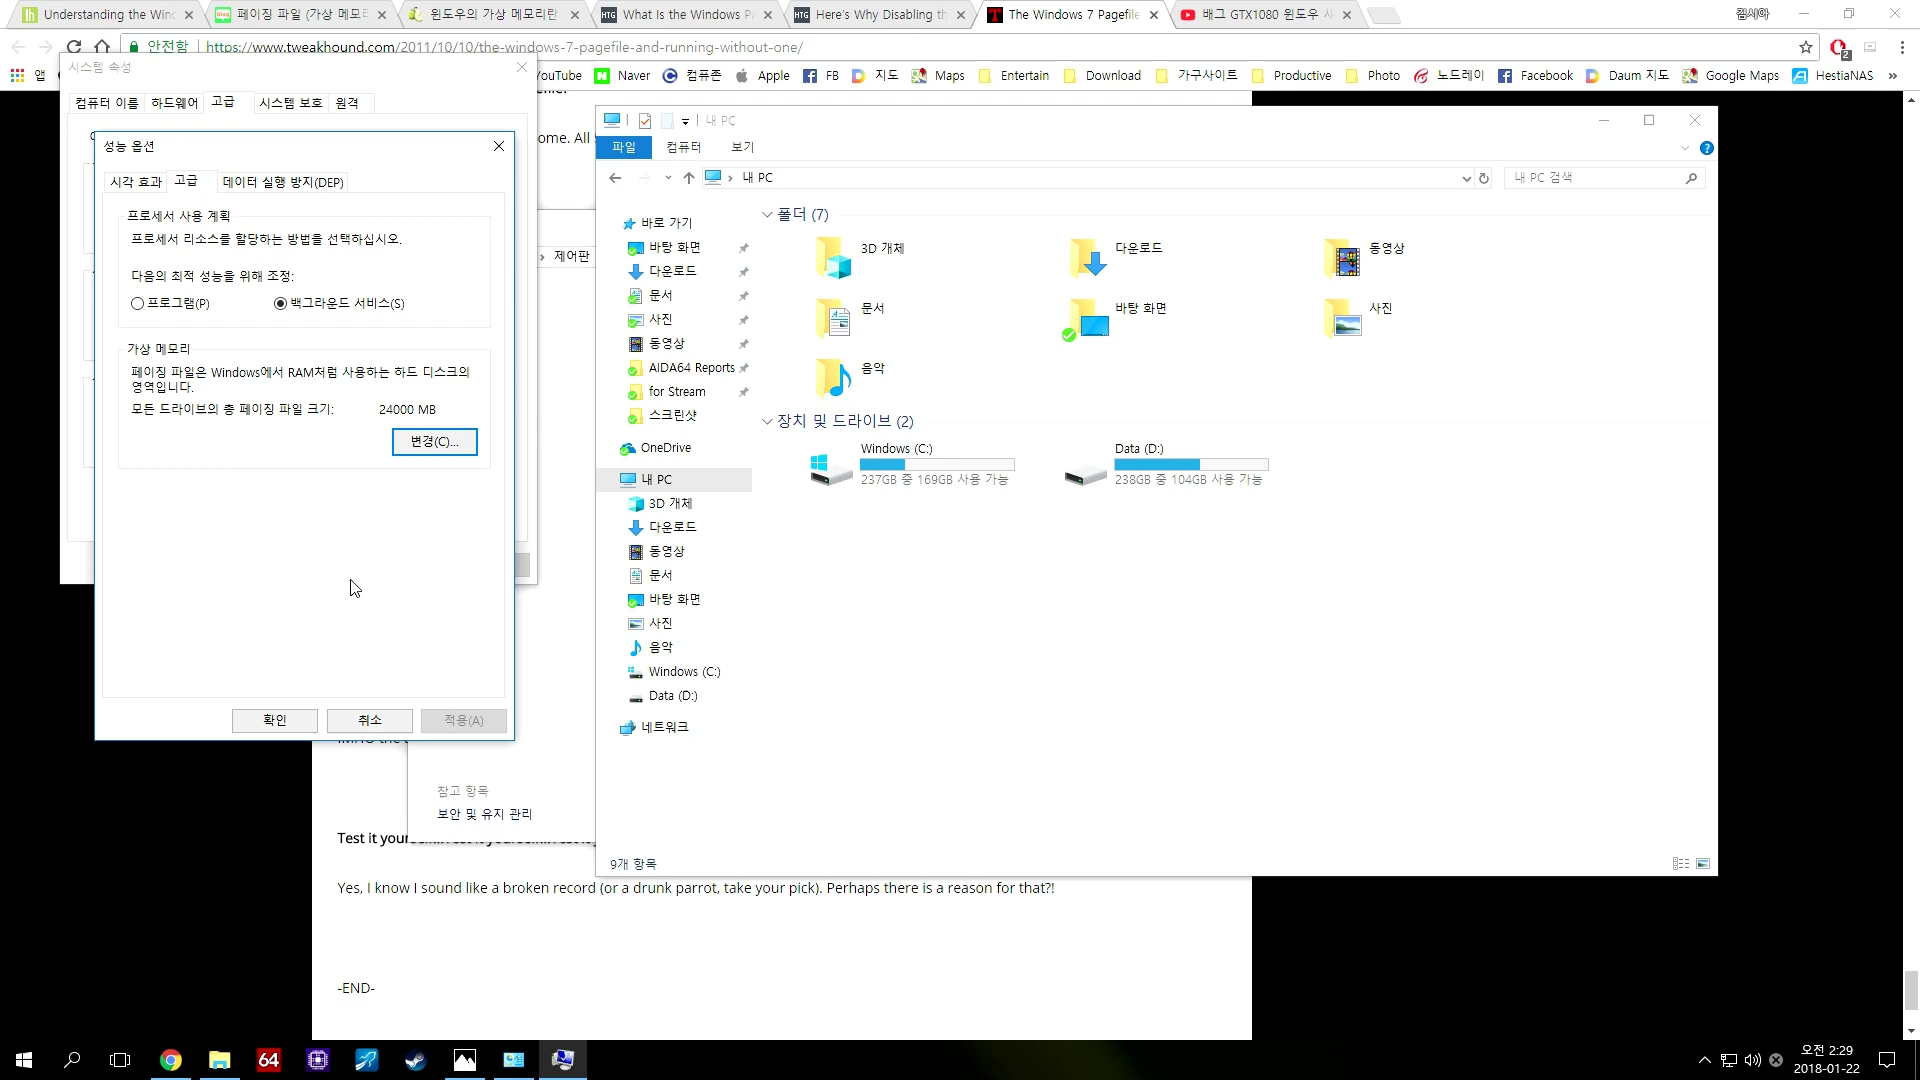 Understanding the Wind
페이징 파일 (가상 메모리
윈도우의 가상 메모리란
What Is the Windows Pa
Here's Why Disabling th
The Windows 7 Pagefile
배그 GTX1080 윈도우 새
킴시아
안전함
https://www.tweakhound.com/2011/10/10/the-windows-7-pagefile-and-running-without-one/
앱
YouTube
Naver
컴퓨존
Apple
FB
지도
Maps
Entertain
Download
가구사이트
Productive
Photo
노드레이
Facebook
Daum 지도
Google Maps
HestiaNAS
시스템 속성
컴퓨터 이름
하드웨어
고급
시스템 보호
원격
성능 옵션
시각 효과
고급
데이터 실행 방지(DEP)
프로세서 사용 계획
프로세서 리소스를 할당하는 방법을 선택하십시오.
다음의 최적 성능을 위해 조정:
프로그램(P)
백그라운드 서비스(S)
가상 메모리
페이징 파일은 Windows에서 RAM처럼 사용하는 하드 디스크의
영역입니다.
모든 드라이브의 총 페이징 파일 크기: 24000 MB
변경(C)...
확인
취소
적용(A)
ome. All
제어판
참고 항목
보안 및 유지 관리
내 PC
파일
컴퓨터
보기
내 PC
내 PC 검색
바로 가기
바탕 화면
다운로드
문서
사진
동영상
AIDA64 Reports
for Stream
스크린샷
OneDrive
내 PC
3D 개체
다운로드
동영상
문서
바탕 화면
사진
음악
Windows (C:)
Data (D:)
네트워크
폴더 (7)
3D 개체
다운로드
동영상
문서
바탕 화면
사진
음악
장치 및 드라이브 (2)
Windows (C:)
237GB 중 169GB 사용 가능
Data (D:)
238GB 중 104GB 사용 가능
9개 항목
Test it your
Yes, I know I sound like a broken record (or a drunk parrot, take your pick). Perhaps there is a reason for that?!
-END-
64
오전 2:29
2018-01-22